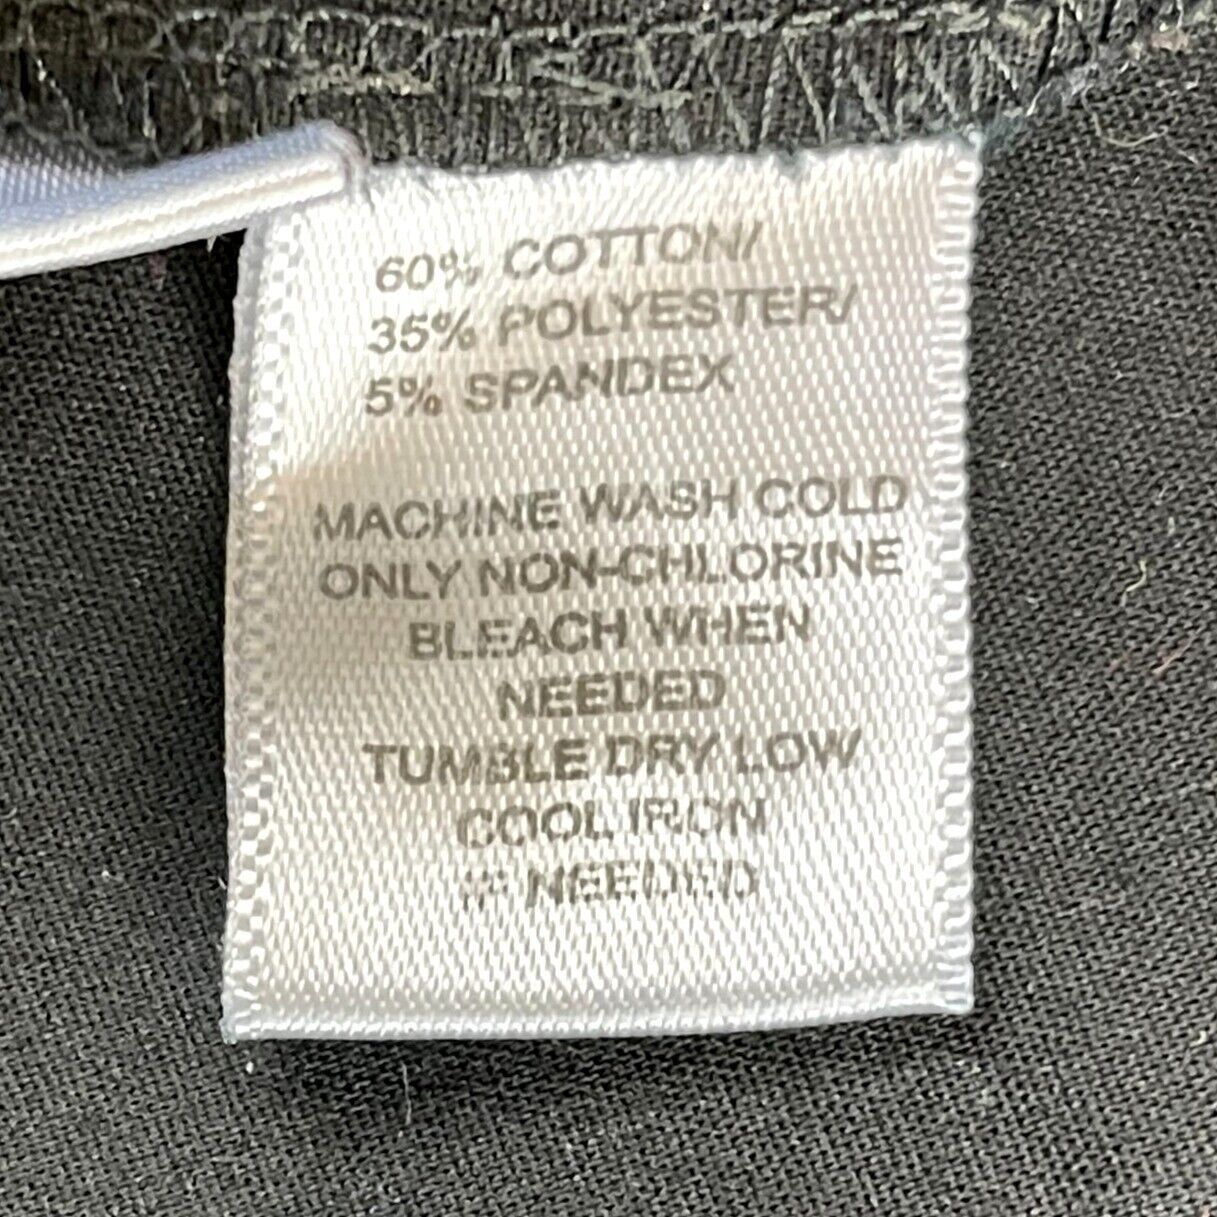 60% COTTON/
35% POLYESTER/
5% SPANDEX
MACHINE WASH COLD
ONLY NON-CHLORINE
BLEACH WHEN
NEEDED
TUMBLE DRY LOW
COOL IRON
IF NEEDED